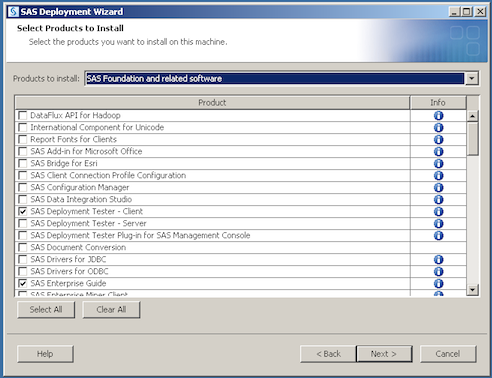 SAS Deployment Wizard
Select Products to Install
Select the products you want to install on this machine.
Products to install: SAS Foundation and related software
Product Info
DataFlux API for Hadoop
International Component for Unicode
Report Fonts for Clients
SAS Add-in for Microsoft Office
SAS Bridge for Esri
SAS Client Connection Profile Configuration
SAS Configuration Manager
SAS Data Integration Studio
SAS Deployment Tester - Client
SAS Deployment Tester - Server
SAS Deployment Tester Plug-in for SAS Management Console
SAS Document Conversion
SAS Drivers for JDBC
SAS Drivers for ODBC
SAS Enterprise Guide
SAS Enterprise Miner Client
Select All Clear All
Help < Back Next > Cancel